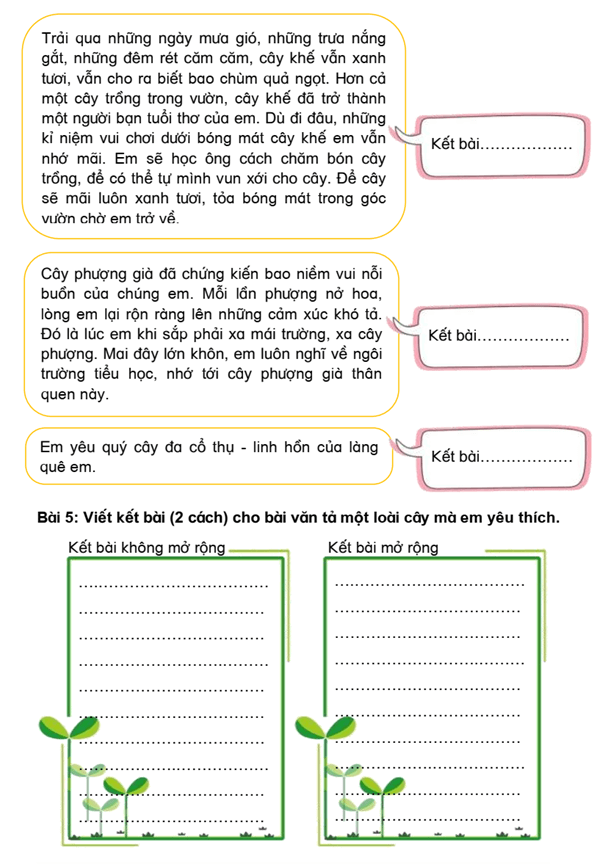 Trải qua những ngày mưa gió, những trưa nắng
gắt, những đêm rét căm căm, cây khế vẫn xanh
tươi, vẫn cho ra biết bao chùm quả ngọt. Hơn cả
một cây trồng trong vườn, cây khế đã trở thành
một người bạn tuổi thơ của em. Dù đi đâu, những
kỉ niệm vui chơi dưới bóng mát cây khế em vẫn
nhớ mãi. Em sẽ học ông cách chăm bón cây
trồng, để có thể tự mình vun xới cho cây. Để cây
sẽ mãi luôn xanh tươi, tỏa bóng mát trong góc
vườn chờ em trở về.
Kết bài..................
Cây phượng già đã chứng kiến bao niềm vui nỗi
buồn của chúng em. Mỗi lần phượng nở hoa,
lòng em lại rộn ràng lên những cảm xúc khó tả.
Đó là lúc em khi sắp phải xa mái trường, xa cây
phượng. Mai đây lớn khôn, em luôn nghĩ về ngôi
trường tiểu học, nhớ tới cây phượng già thân
quen này.
Kết bài..................
Em yêu quý cây đa cổ thụ - linh hồn của làng
quê em.
Kết bài..................
Bài 5: Viết kết bài (2 cách) cho bài văn tả một loài cây mà em yêu thích.
Kết bài không mở rộng
Kết bài mở rộng